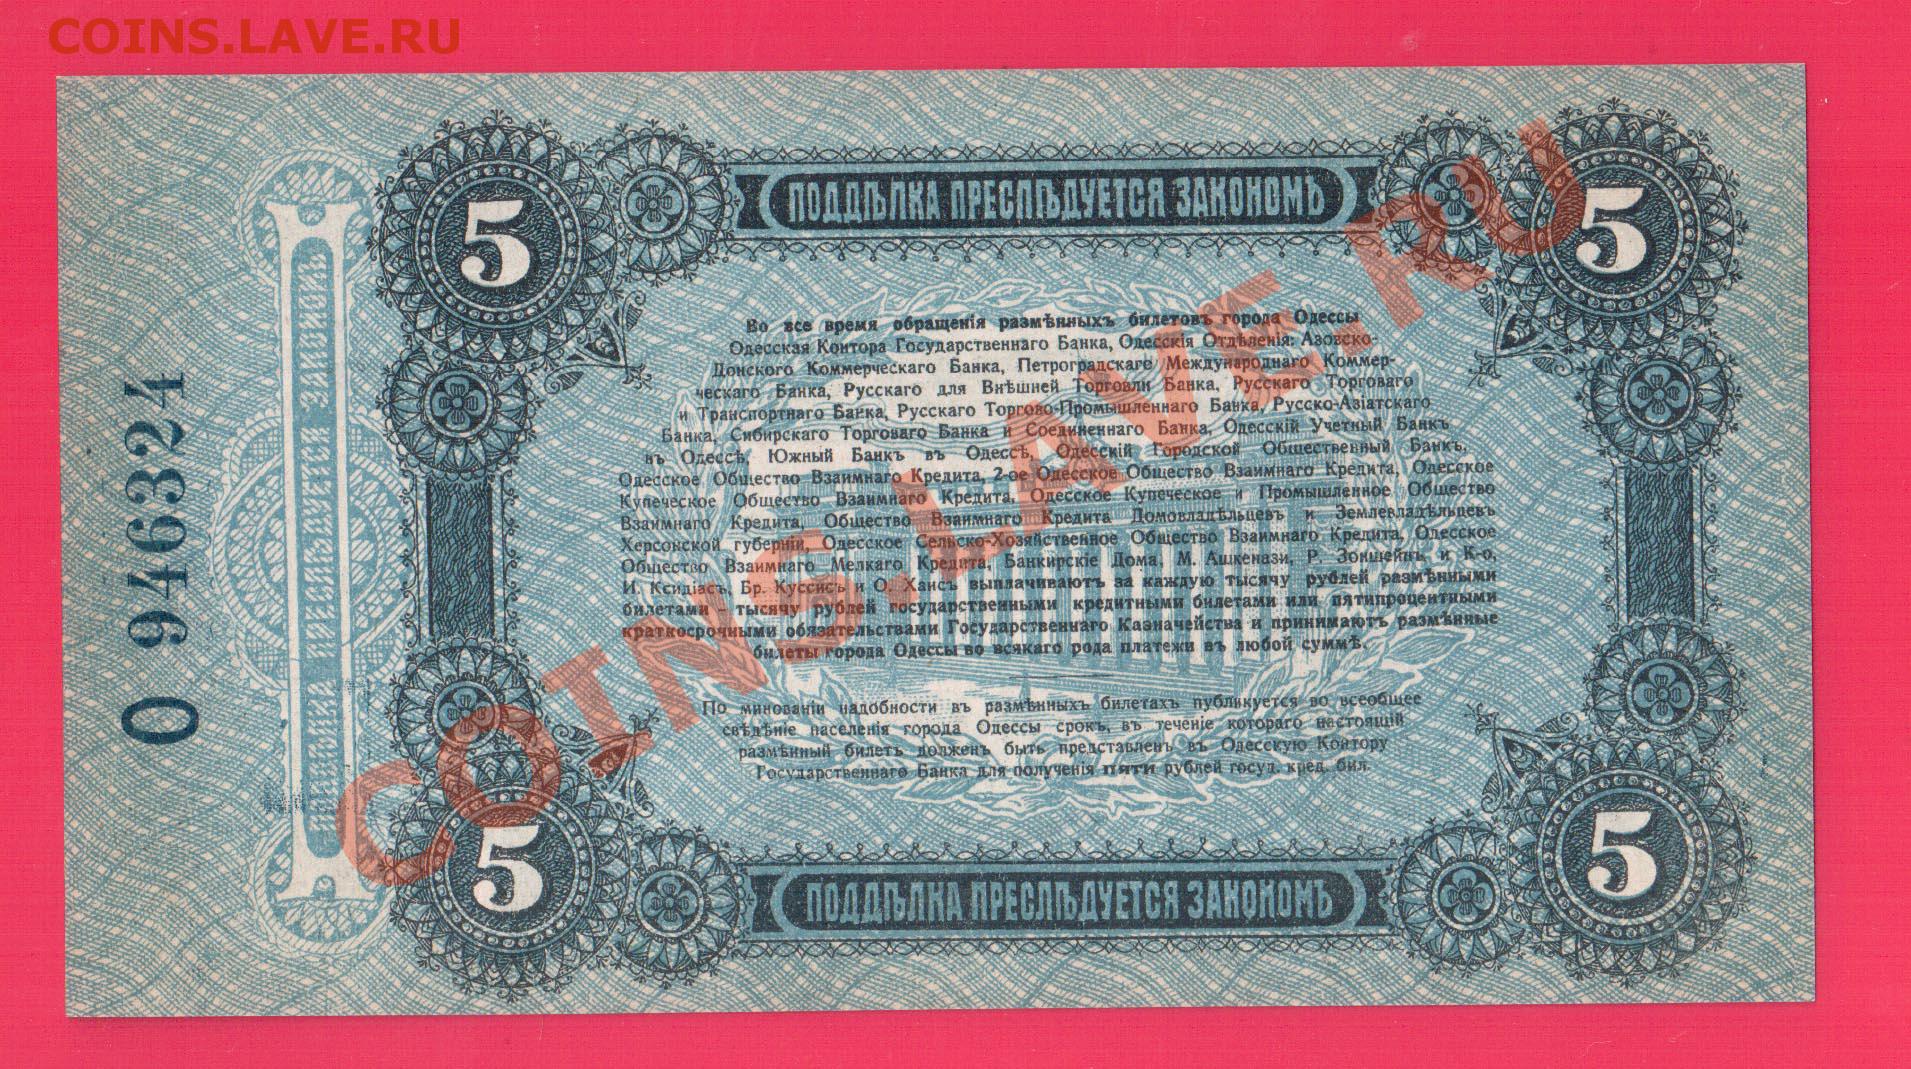 COINS.LAVE.RU
5
5
ПОДДѢЛКА ПРЕСЛѢДУЕТСЯ ЗАКОНОМЪ
Во все время обращенія размѣнныхъ билетовъ города Одессы
Одесская Контора Государственнаго Банка, Одесскія Отдѣленія: Азовско-
Донского Коммерческаго Банка, Петроградскаго Международнаго Коммер-
ческаго Банка, Русскаго для Внѣшней Торговли Банка, Русскаго Торговаго
и Транспортнаго Банка, Русскаго Торгово-Промышленнаго Банка, Русско-Азіатскаго
Банка, Сибирскаго Торговаго Банка и Соединеннаго Банка, Одесскій Учетный Банкъ
въ Одессѣ, Южный Банкъ въ Одессѣ, Одесскій Городской Общественный Банкъ,
Одесское Общество Взаимнаго Кредита, 2-ое Одесское Общество Взаимнаго Кредита, Одесское
Купеческое Общество Взаимнаго Кредита, Одесское Купеческое и Промышленное Общество
Взаимнаго Кредита, Общество Взаимнаго Кредита Домовладѣльцевъ и Землевладѣльцевъ
Херсонской губерніи, Одесское Сельско-Хозяйственное Общество Взаимнаго Кредита, Одесское
Общество Взаимнаго Мелкаго Кредита, Банкирскіе Дома, М. Ашкенази, Р. Зонштейнъ и К-о,
И. Ксидіасъ, Бр. Куссисъ и О. Хаисъ выплачиваютъ за каждую тысячу рублей размѣнными
билетами тысячу рублей государственными кредитными билетами или пятипроцентными
краткосрочными обязательствами Государственнаго Казначейства и принимаютъ размѣнные
билеты города Одессы во всякаго рода платежи въ любой суммѣ.
По минованіи надобности въ размѣнныхъ билетахъ публикуется во всеобщее
свѣдѣніе населенія города Одессы срокъ, въ теченіе котораго настоящій
размѣнный билетъ долженъ быть представленъ въ Одесскую Контору
Государственнаго Банка для полученія пяти рублей госуд. кред. бил.
5
5
ПОДДѢЛКА ПРЕСЛѢДУЕТСЯ ЗАКОНОМЪ
0 946324
COINS.LAVE.RU